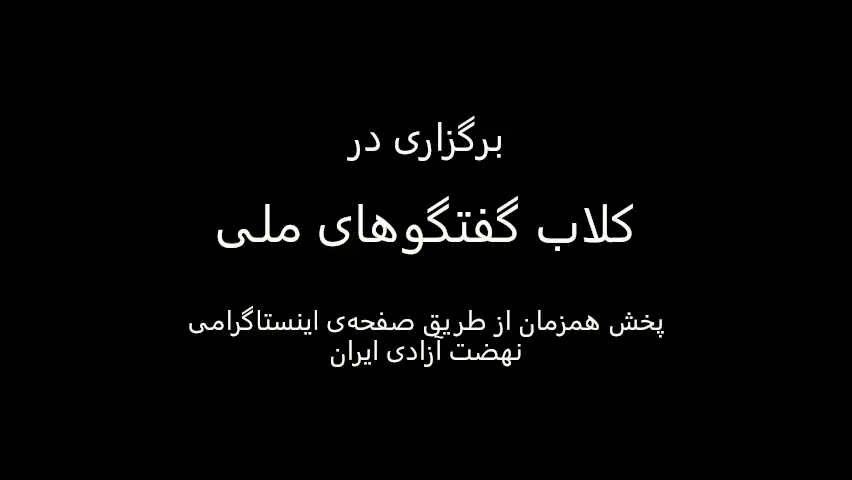 برگزاری در
کلاب گفتگوهای ملی
پخش همزمان از طریق صفحه‌ی اینستاگرامی
نهضت آزادی ایران